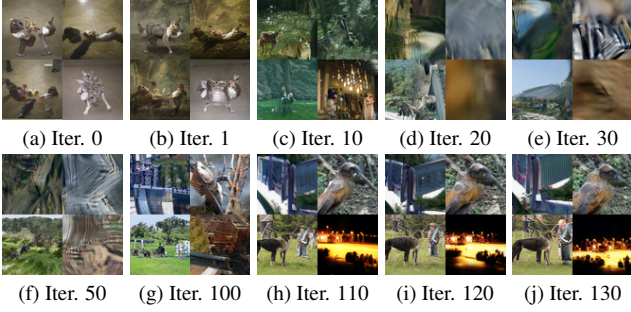 (a) Iter. 0 (b) Iter. 1 (c) Iter. 10 (d) Iter. 20 (e) Iter. 30
(f) Iter. 50 (g) Iter. 100 (h) Iter. 110 (i) Iter. 120 (j) Iter. 130